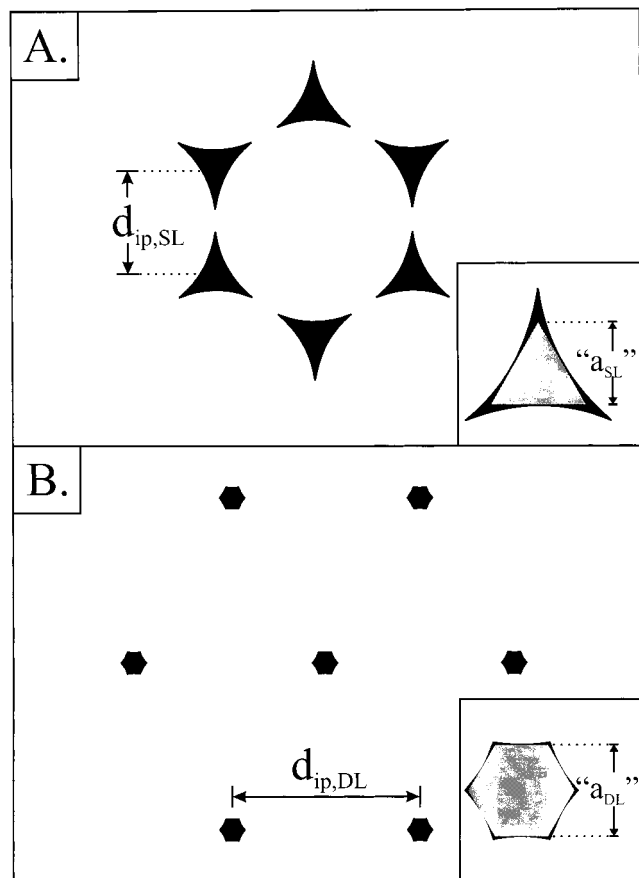 A.
d_ip,SL
“a_SL”
B.
d_ip,DL
“a_DL”